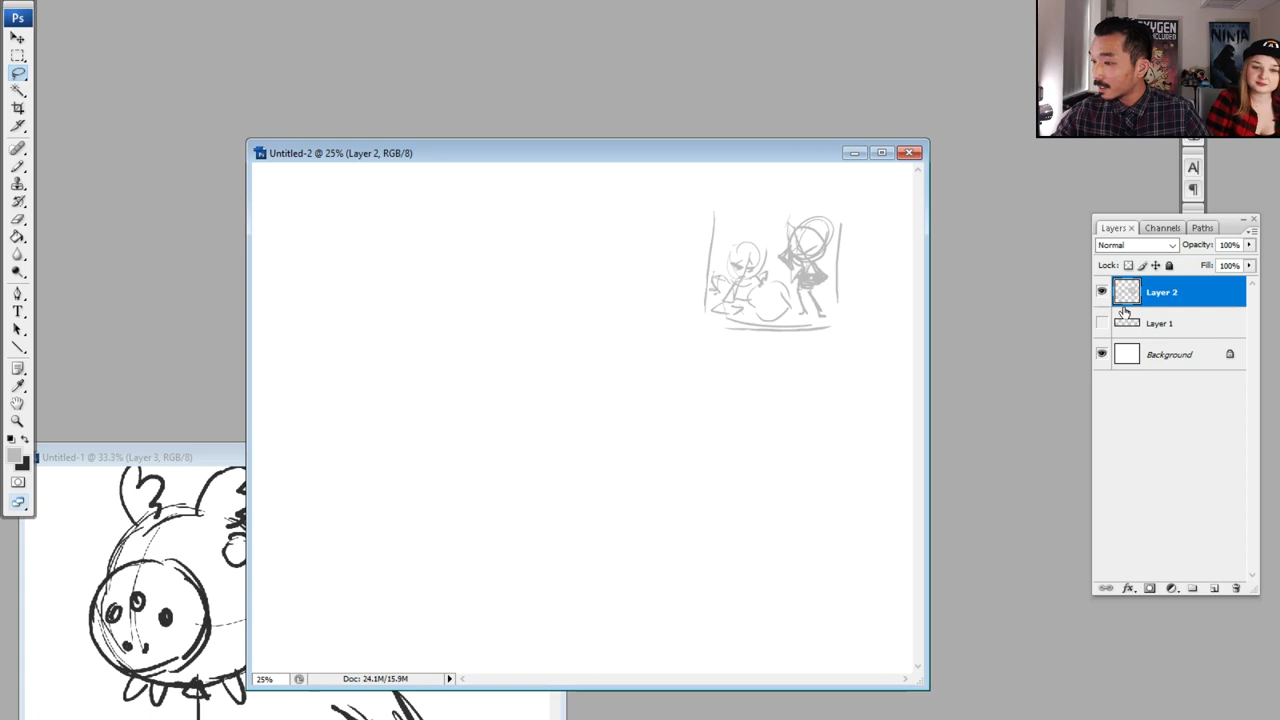 Ps
OXYGEN
INCLUDED
NINJA
Untitled-2 @ 25% (Layer 2, RGB/8)
A
Layers × Channels Paths
Normal Opacity: 100%
Lock: Fill: 100%
Layer 2
Layer 1
Background
T
Untitled-1 @ 33.3% (Layer 3, RGB/8)
25% Doc: 24.1M/15.9M
fx